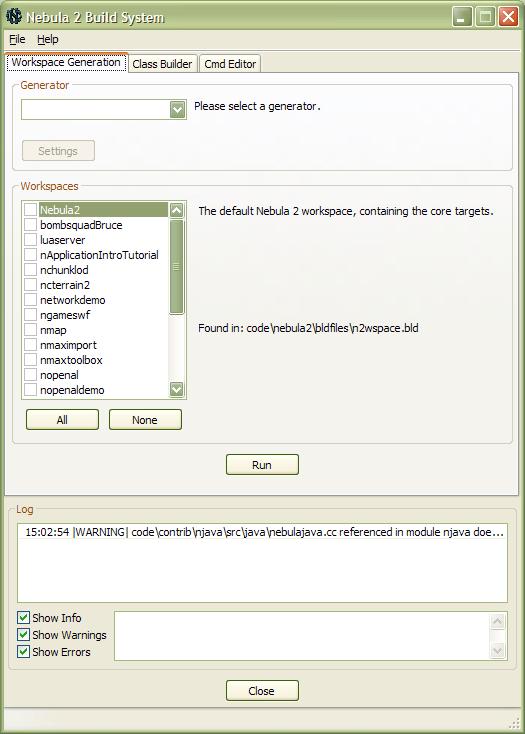 Nebula 2 Build System
File Help
Workspace Generation Class Builder Cmd Editor
Generator
Please select a generator.
Settings
Workspaces
Nebula2
The default Nebula 2 workspace, containing the core targets.
bombsquadBruce
luaserver
nApplicationIntroTutorial
nchunklod
ncterrain2
networkdemo
ngameswf
Found in: code\nebula2\bldfiles\n2wspace.bld
nmap
nmaximport
nmaxtoolbox
nopenal
nopenaldemo
All None
Run
Log
15:02:54 |WARNING| code\contrib\njava\src\java\nebulajava.cc referenced in module njava doe...
Show Info
Show Warnings
Show Errors
Close